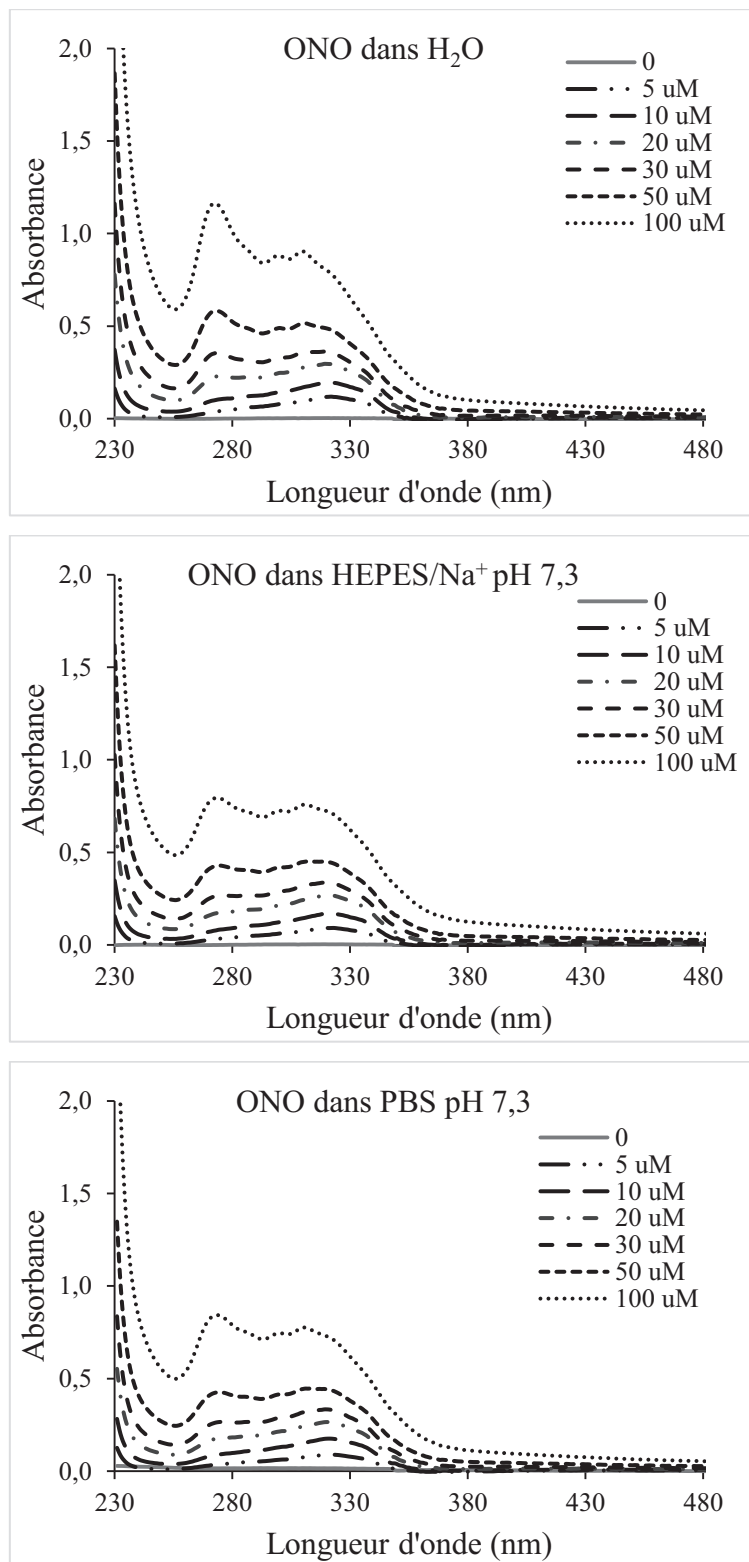 ONO dans H₂O
2,0
1,5
1,0
0,5
0,0
Absorbance
230 280 330 380 430 480
Longueur d'onde (nm)
0
5 uM
10 uM
20 uM
30 uM
50 uM
100 uM
ONO dans HEPES/Na⁺ pH 7,3
2,0
1,5
1,0
0,5
0,0
Absorbance
230 280 330 380 430 480
Longueur d'onde (nm)
0
5 uM
10 uM
20 uM
30 uM
50 uM
100 uM
ONO dans PBS pH 7,3
2,0
1,5
1,0
0,5
0,0
Absorbance
230 280 330 380 430 480
Longueur d'onde (nm)
0
5 uM
10 uM
20 uM
30 uM
50 uM
100 uM